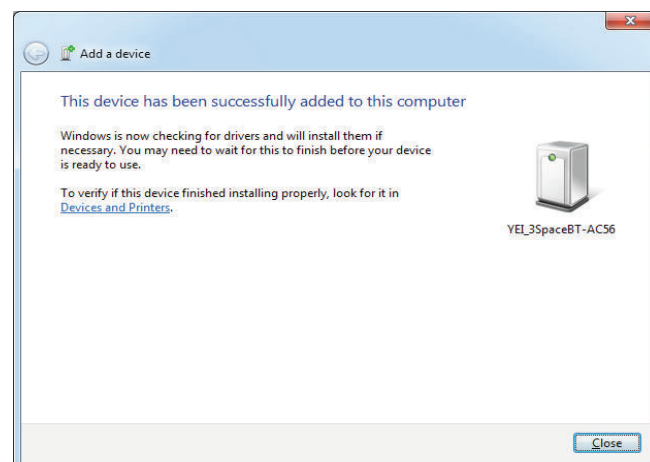 Add a device
This device has been successfully added to this computer
Windows is now checking for drivers and will install them if
necessary. You may need to wait for this to finish before your device
is ready to use.
To verify if this device finished installing properly, look for it in
Devices and Printers.
YEI_3SpaceBT-AC56
Close